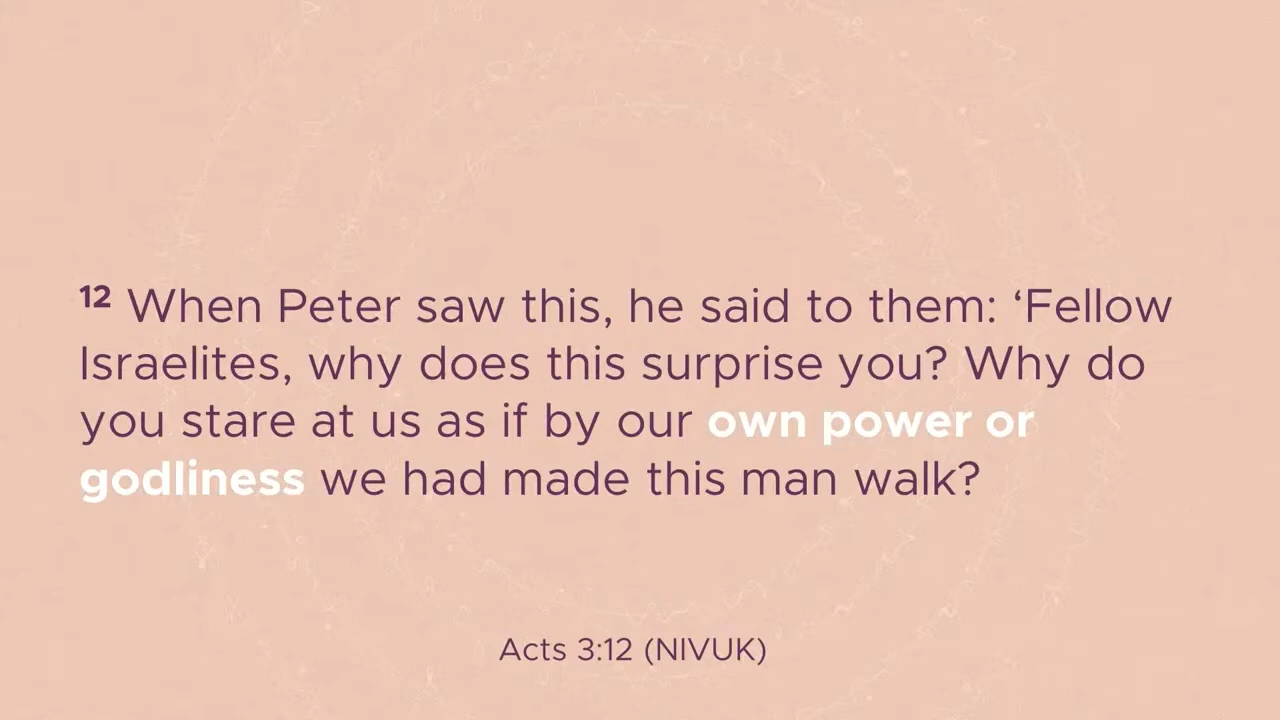 12 When Peter saw this, he said to them: ‘Fellow
Israelites, why does this surprise you? Why do
you stare at us as if by our own power or
godliness we had made this man walk?
Acts 3:12 (NIVUK)